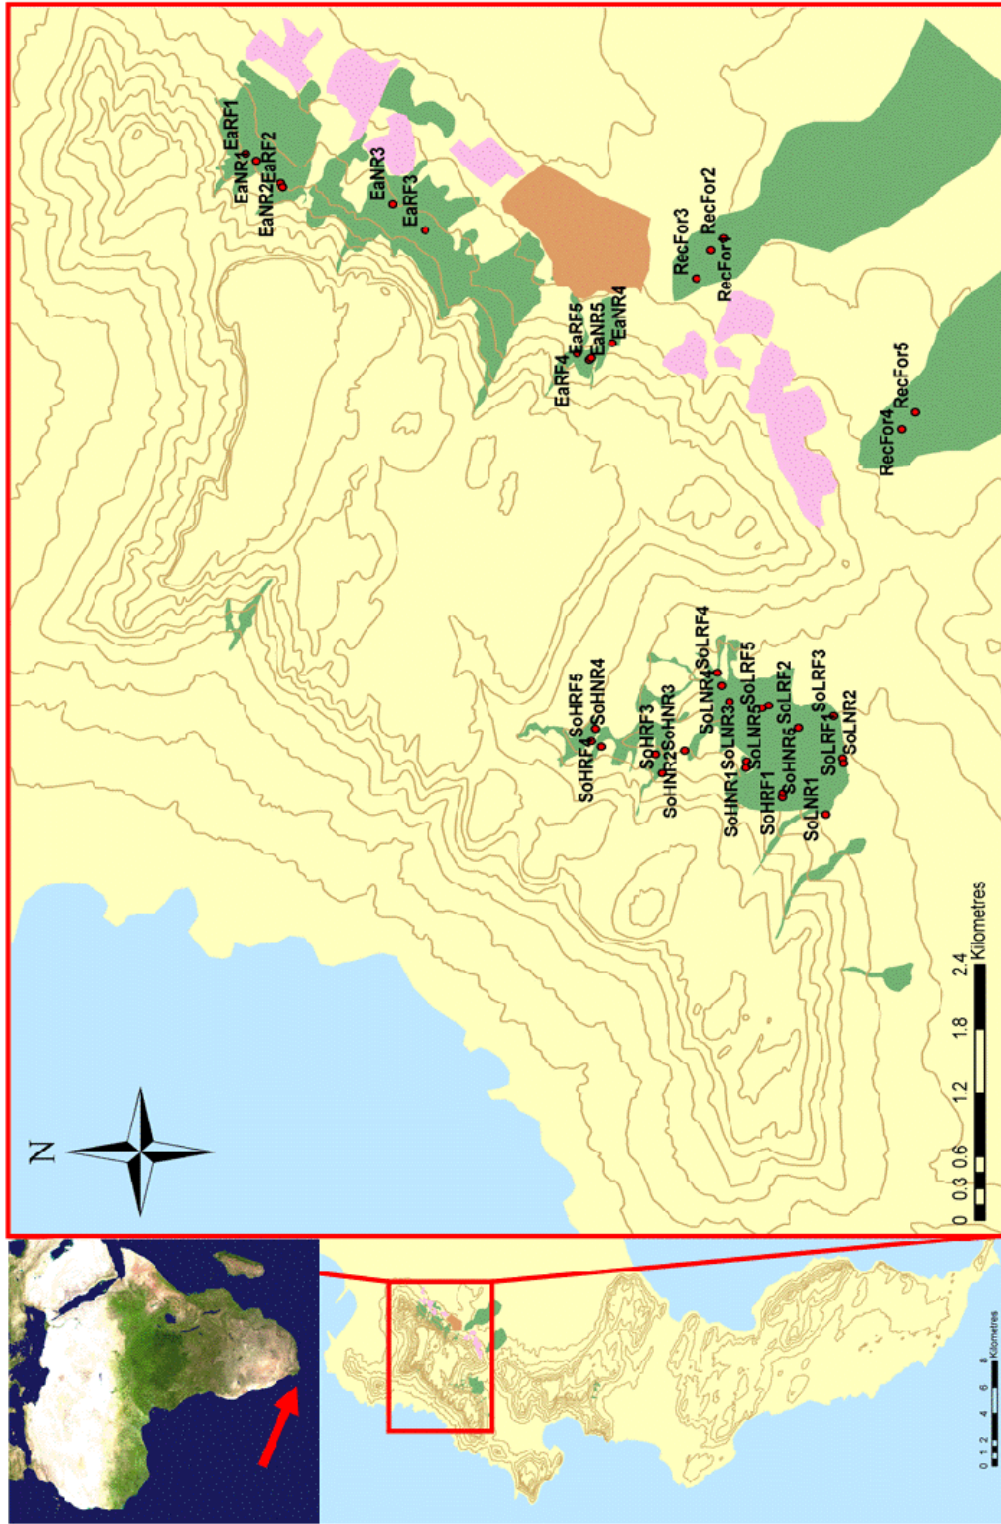 N
EaRF1
EaNR1
EaRF2
EaNR2
EaNR3
EaRF3
EaRF5
EaRF4
EaNR5
EaNR4
RecFor3
RecFor2
RecFor1
RecFor5
RecFor4
SoHRF5
SoHNR4
SoHRF4
SoHRF3
SoHNR3
SoHNR2
SoLRF4
SoLNR4
SoLRF5
SoLNR3
SoLNR5
SoLRF2
SoHNR1
SoHRF1
SoHNR5
SoLRF3
SoLRF1
SoLNR2
SoLNR1
0 0.3 0.6 1.2 1.8 2.4
Kilometres
0 1 2 4 6 8
Kilometres